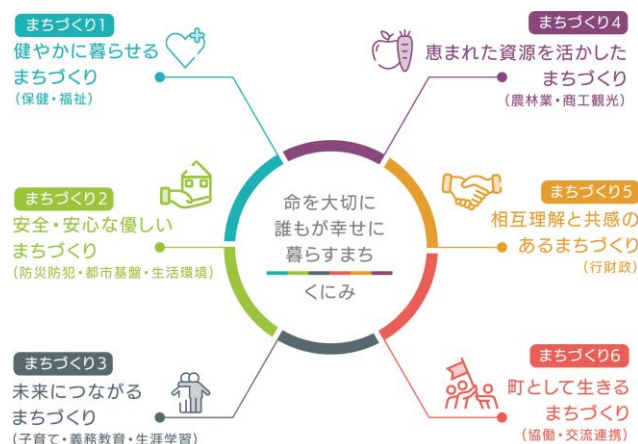 まちづくり1
健やかに暮らせる
まちづくり
(保健・福祉)
まちづくり2
安全・安心な優しい
まちづくり
(防災防犯・都市基盤・生活環境)
まちづくり3
未来につながる
まちづくり
(子育て・義務教育・生涯学習)
命を大切に
誰もが幸せに
暮らすまち
くにみ
まちづくり4
恵まれた資源を活かした
まちづくり
(農林業・商工観光)
まちづくり5
相互理解と共感の
あるまちづくり
(行財政)
まちづくり6
町として生きる
まちづくり
(協働・交流連携)